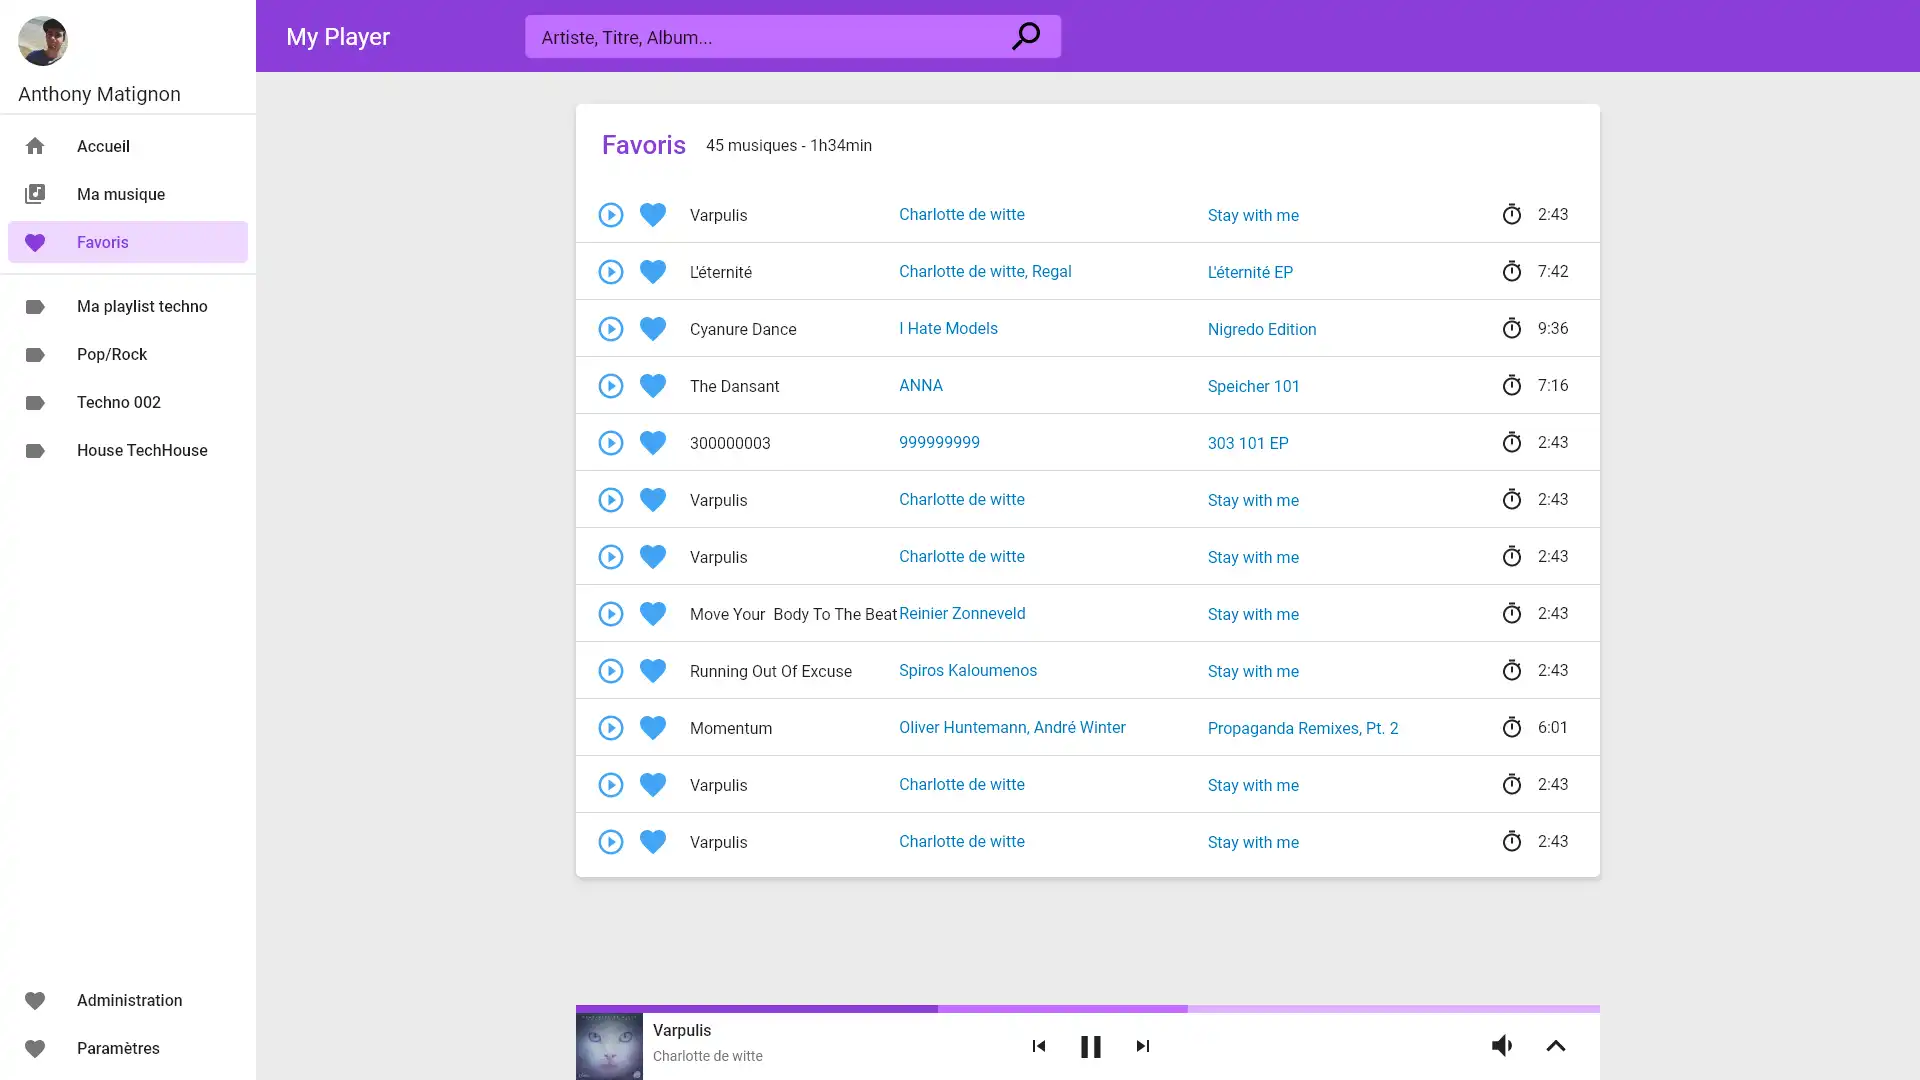 Anthony Matignon
Accueil
Ma musique
Favoris
Ma playlist techno
Pop/Rock
Techno 002
House TechHouse
Administration
Paramètres
My Player
Artiste, Titre, Album...
Favoris 45 musiques - 1h34min
Varpulis Charlotte de witte Stay with me 2:43
L'éternité Charlotte de witte, Regal L'éternité EP 7:42
Cyanure Dance I Hate Models Nigredo Edition 9:36
The Dansant ANNA Speicher 101 7:16
300000003 999999999 303 101 EP 2:43
Varpulis Charlotte de witte Stay with me 2:43
Varpulis Charlotte de witte Stay with me 2:43
Move Your  Body To The Beat Reinier Zonneveld Stay with me 2:43
Running Out Of Excuse Spiros Kaloumenos Stay with me 2:43
Momentum Oliver Huntemann, André Winter Propaganda Remixes, Pt. 2 6:01
Varpulis Charlotte de witte Stay with me 2:43
Varpulis Charlotte de witte Stay with me 2:43
Varpulis
Charlotte de witte